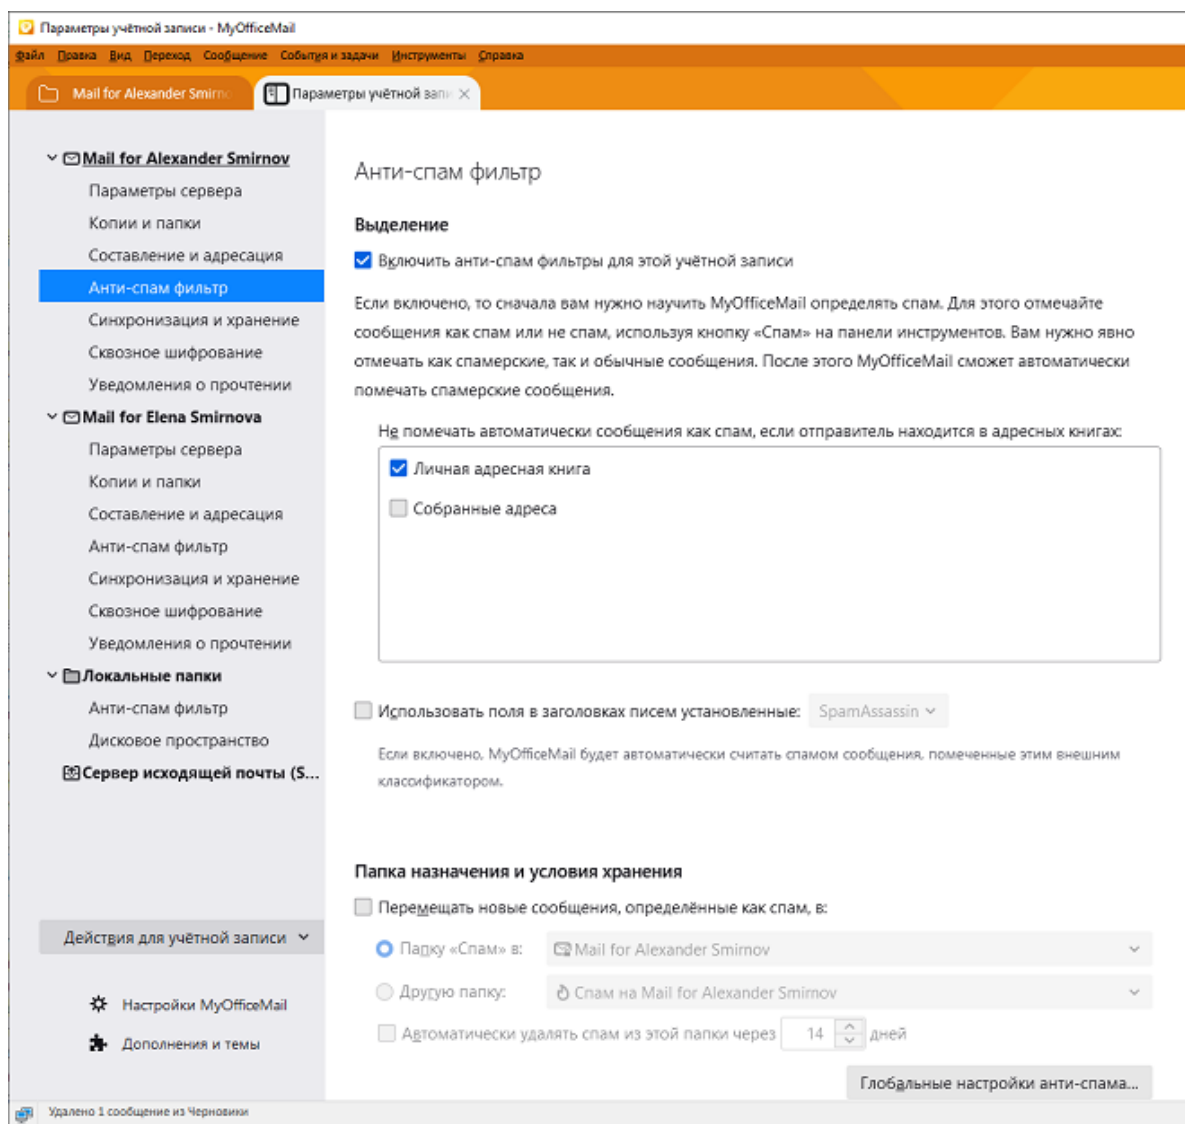 Параметры учётной записи - MyOfficeMail
Файл Правка Вид Переход Сообщение События и задачи Инструменты Справка
Mail for Alexander Smirno
Параметры учётной запи
Mail for Alexander Smirnov
Параметры сервера
Копии и папки
Составление и адресация
Анти-спам фильтр
Синхронизация и хранение
Сквозное шифрование
Уведомления о прочтении
Mail for Elena Smirnova
Параметры сервера
Копии и папки
Составление и адресация
Анти-спам фильтр
Синхронизация и хранение
Сквозное шифрование
Уведомления о прочтении
Локальные папки
Анти-спам фильтр
Дисковое пространство
Сервер исходящей почты (S...
Действия для учётной записи
Настройки MyOfficeMail
Дополнения и темы
Анти-спам фильтр
Выделение
Включить анти-спам фильтры для этой учётной записи
Если включено, то сначала вам нужно научить MyOfficeMail определять спам. Для этого отмечайте
сообщения как спам или не спам, используя кнопку «Спам» на панели инструментов. Вам нужно явно
отмечать как спамерские, так и обычные сообщения. После этого MyOfficeMail сможет автоматически
помечать спамерские сообщения.
Не помечать автоматически сообщения как спам, если отправитель находится в адресных книгах:
Личная адресная книга
Собранные адреса
Использовать поля в заголовках писем установленные: SpamAssassin
Если включено, MyOfficeMail будет автоматически считать спамом сообщения, помеченные этим внешним
классификатором.
Папка назначения и условия хранения
Перемещать новые сообщения, определённые как спам, в:
Папку «Спам» в: Mail for Alexander Smirnov
Другую папку: Спам на Mail for Alexander Smirnov
Автоматически удалять спам из этой папки через 14 дней
Глобальные настройки анти-спама...
Удалено 1 сообщение из Черновики